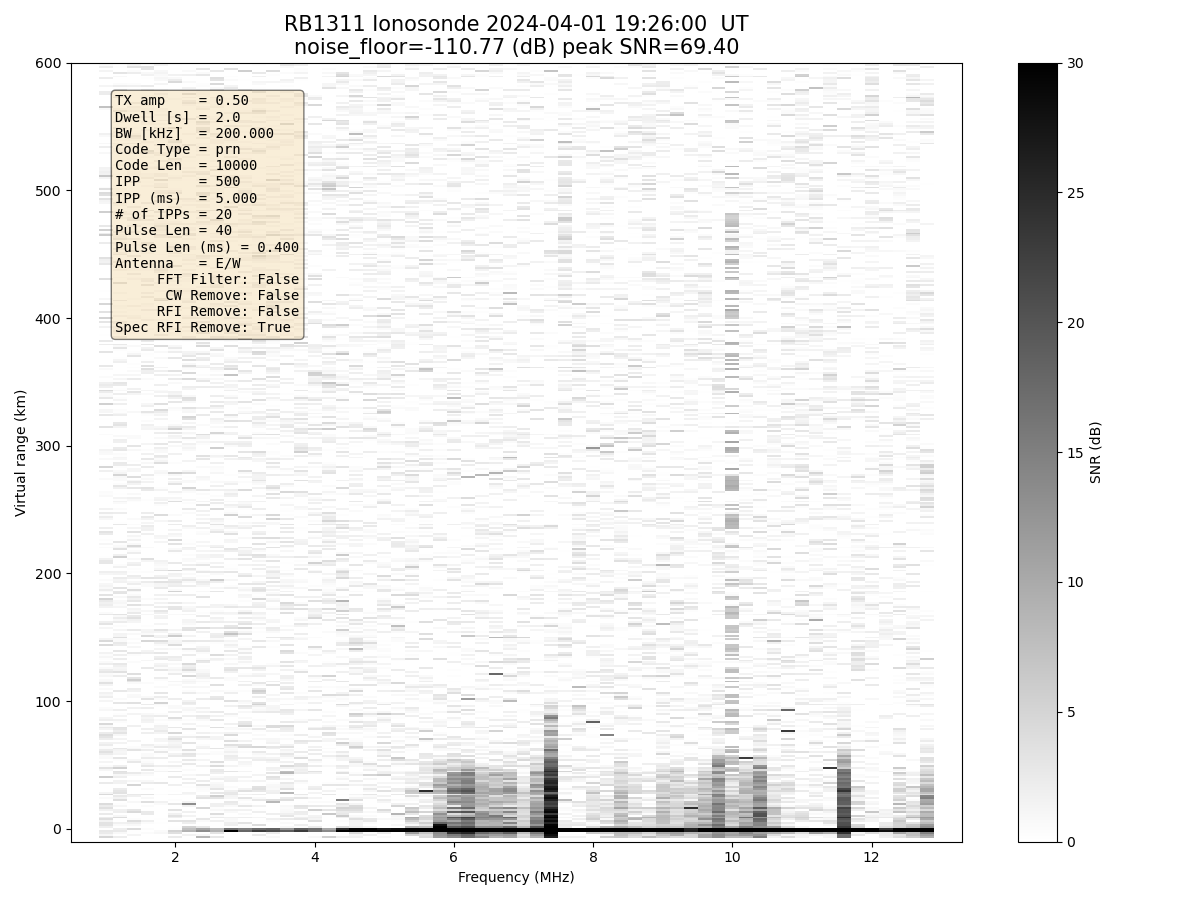 RB1311 Ionosonde 2024-04-01 19:26:00  UT
noise_floor=-110.77 (dB) peak SNR=69.40
TX amp    = 0.50
Dwell [s] = 2.0
BW [kHz]  = 200.000
Code Type = prn
Code Len  = 10000
IPP       = 500
IPP (ms)  = 5.000
# of IPPs = 20
Pulse Len = 40
Pulse Len (ms) = 0.400
Antenna   = E/W
FFT Filter: False
CW Remove: False
RFI Remove: False
Spec RFI Remove: True
600
500
400
300
200
100
0
Virtual range (km)
2 4 6 8 10 12
Frequency (MHz)
30
25
20
15
10
5
0
SNR (dB)